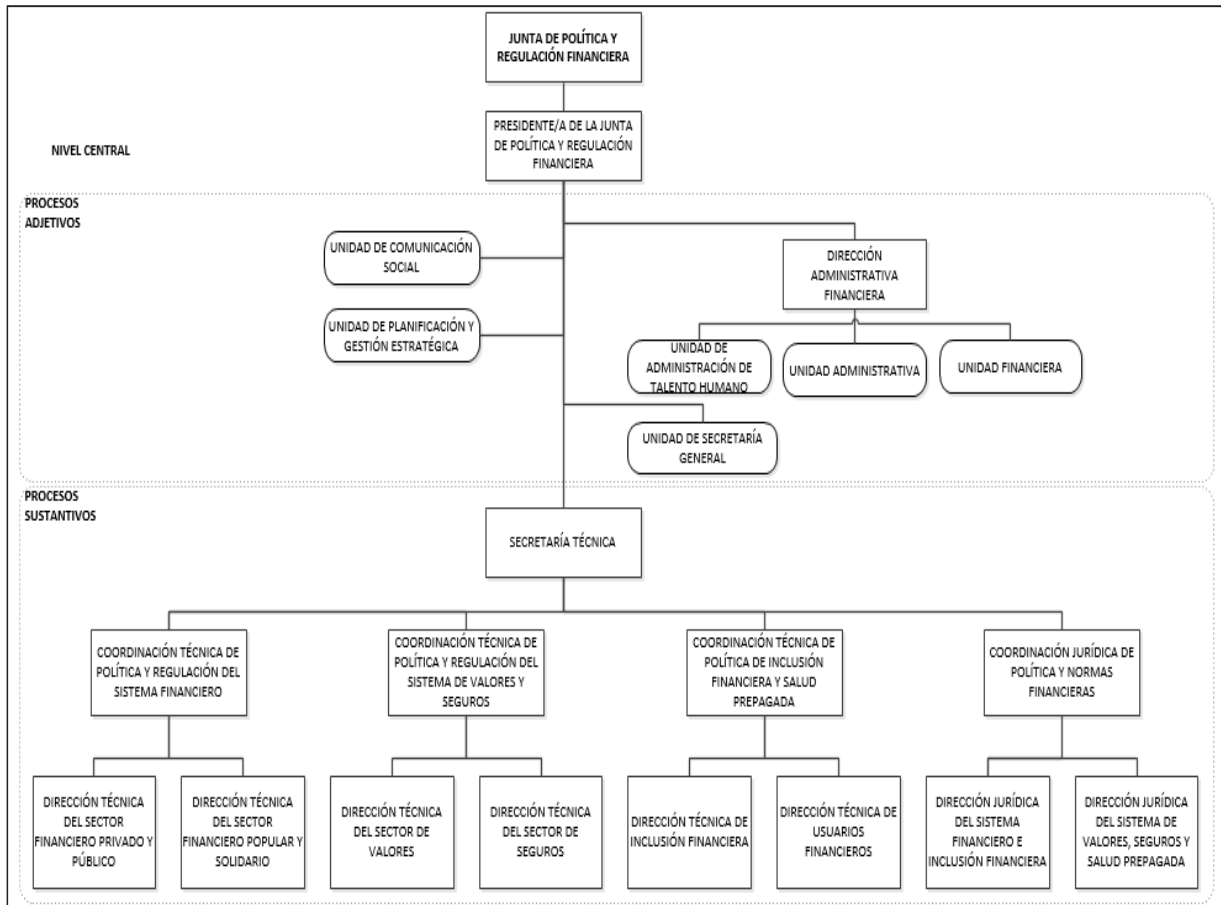 JUNTA DE POLÍTICA Y
REGULACIÓN FINANCIERA
PRESIDENTE/A DE LA JUNTA
DE POLÍTICA Y REGULACIÓN
FINANCIERA
NIVEL CENTRAL
PROCESOS
ADJETIVOS
UNIDAD DE COMUNICACIÓN
SOCIAL
DIRECCIÓN
ADMINISTRATIVA
FINANCIERA
UNIDAD DE PLANIFICACIÓN Y
GESTIÓN ESTRATÉGICA
UNIDAD DE
ADMINISTRACIÓN DE
TALENTO HUMANO
UNIDAD ADMINISTRATIVA
UNIDAD FINANCIERA
UNIDAD DE SECRETARÍA
GENERAL
PROCESOS
SUSTANTIVOS
SECRETARÍA TÉCNICA
COORDINACIÓN TÉCNICA DE
POLÍTICA Y REGULACIÓN DEL
SISTEMA FINANCIERO
COORDINACIÓN TÉCNICA DE
POLÍTICA Y REGULACIÓN DEL
SISTEMA DE VALORES Y
SEGUROS
COORDINACIÓN TÉCNICA DE
POLÍTICA DE INCLUSIÓN
FINANCIERA Y SALUD
PREPAGADA
COORDINACIÓN JURÍDICA DE
POLÍTICA Y NORMAS
FINANCIERAS
DIRECCIÓN TÉCNICA
DEL SECTOR
FINANCIERO PRIVADO Y
PÚBLICO
DIRECCIÓN TÉCNICA
DEL SECTOR
FINANCIERO POPULAR Y
SOLIDARIO
DIRECCIÓN TÉCNICA
DEL SECTOR DE
VALORES
DIRECCIÓN TÉCNICA
DEL SECTOR DE
SEGUROS
DIRECCIÓN TÉCNICA DE
INCLUSIÓN FINANCIERA
DIRECCIÓN TÉCNICA DE
USUARIOS
FINANCIEROS
DIRECCIÓN JURÍDICA
DEL SISTEMA
FINANCIERO E
INCLUSIÓN FINANCIERA
DIRECCIÓN JURÍDICA
DEL SISTEMA DE
VALORES, SEGUROS Y
SALUD PREPAGADA